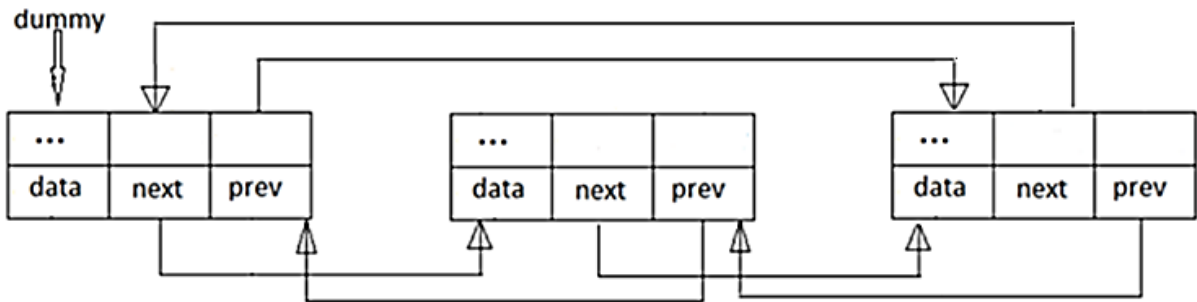 dummy
... ... ...
data next prev data next prev data next prev